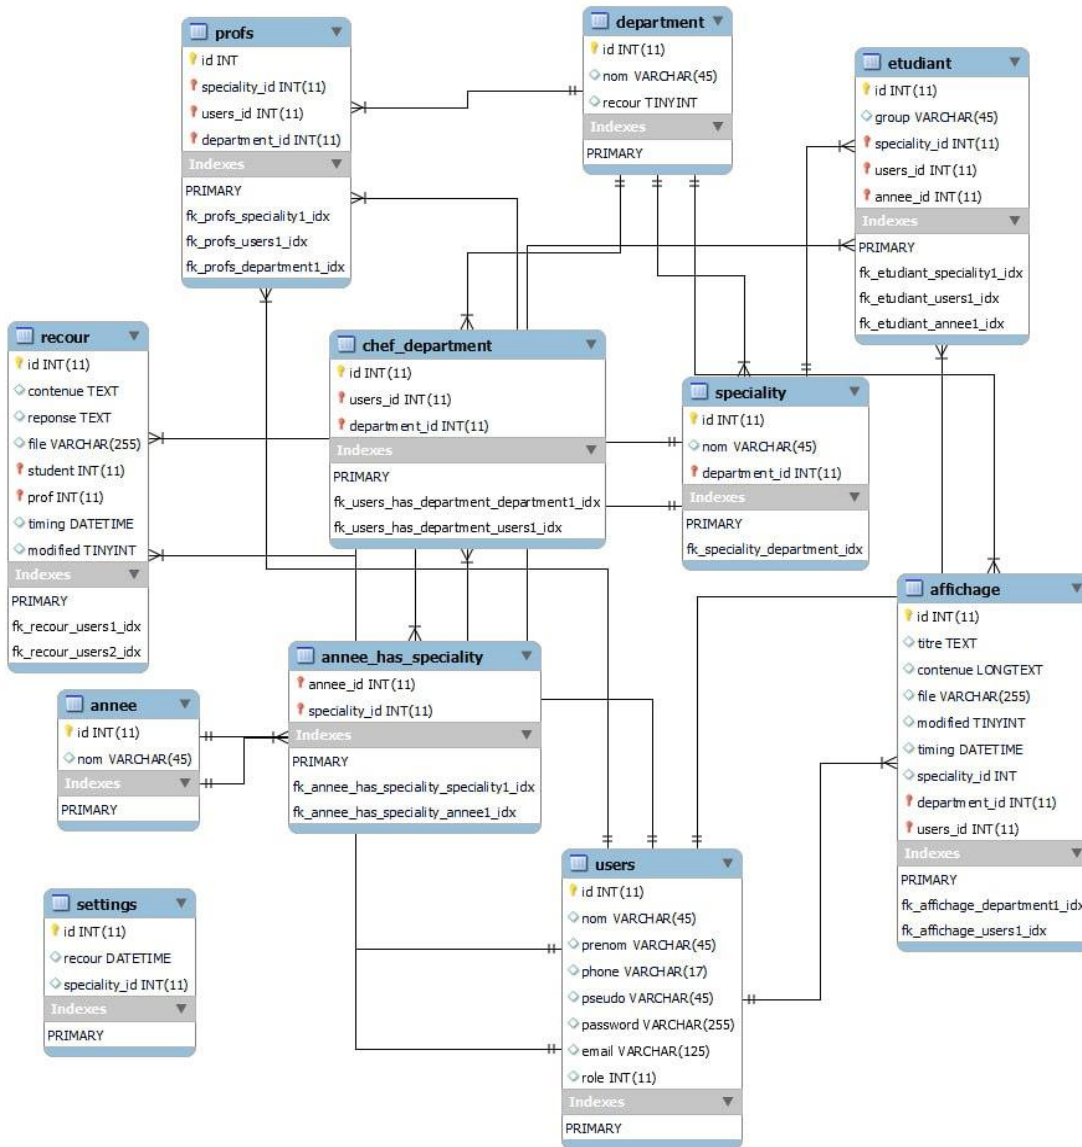 profs
id INT
speciality_id INT(11)
users_id INT(11)
department_id INT(11)
Indexes
PRIMARY
fk_profs_speciality1_idx
fk_profs_users1_idx
fk_profs_department1_idx
department
id INT(11)
nom VARCHAR(45)
recour TINYINT
Indexes
PRIMARY
etudiant
id INT(11)
group VARCHAR(45)
speciality_id INT(11)
users_id INT(11)
annee_id INT(11)
Indexes
PRIMARY
fk_etudiant_speciality1_idx
fk_etudiant_users1_idx
fk_etudiant_annee1_idx
recour
id INT(11)
contenue TEXT
reponse TEXT
file VARCHAR(255)
student INT(11)
prof INT(11)
timing DATETIME
modified TINYINT
Indexes
PRIMARY
fk_recour_users1_idx
fk_recour_users2_idx
chef_department
id INT(11)
users_id INT(11)
department_id INT(11)
Indexes
PRIMARY
fk_users_has_department_department1_idx
fk_users_has_department_users1_idx
speciality
id INT(11)
nom VARCHAR(45)
department_id INT(11)
Indexes
PRIMARY
fk_speciality_department_idx
affichage
id INT(11)
titre TEXT
contenue LONGTEXT
file VARCHAR(255)
modified TINYINT
timing DATETIME
speciality_id INT
department_id INT(11)
users_id INT(11)
Indexes
PRIMARY
fk_affichage_department1_idx
fk_affichage_users1_idx
annee_has_speciality
annee_id INT(11)
speciality_id INT(11)
Indexes
PRIMARY
fk_annee_has_speciality_speciality1_idx
fk_annee_has_speciality_annee1_idx
annee
id INT(11)
nom VARCHAR(45)
Indexes
PRIMARY
users
id INT(11)
nom VARCHAR(45)
prenom VARCHAR(45)
phone VARCHAR(17)
pseudo VARCHAR(45)
password VARCHAR(255)
email VARCHAR(125)
role INT(11)
Indexes
PRIMARY
settings
id INT(11)
recour DATETIME
speciality_id INT(11)
Indexes
PRIMARY